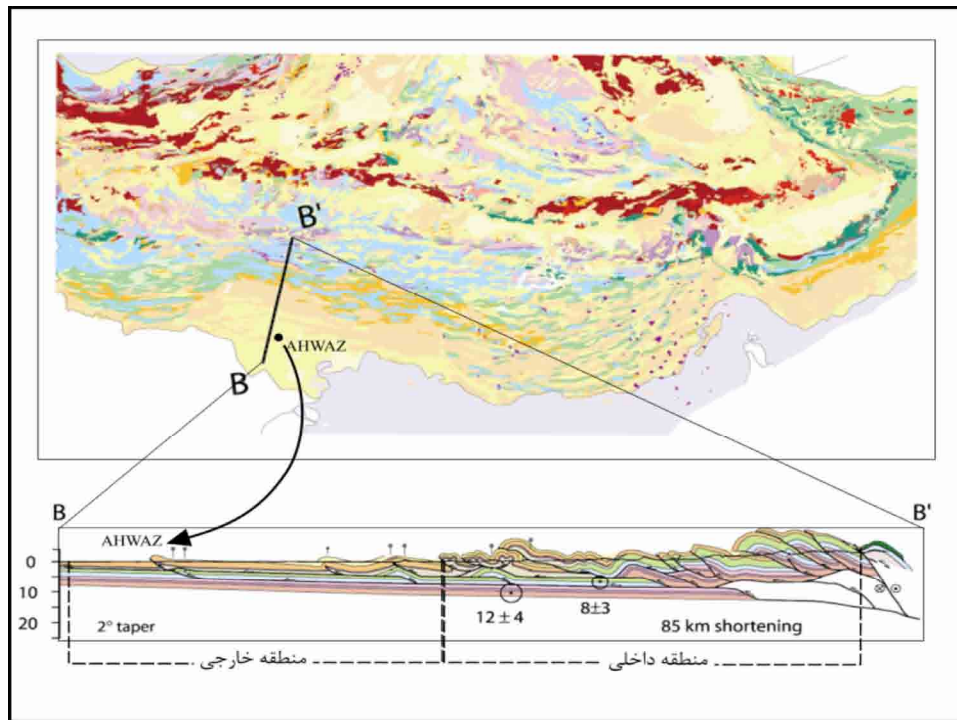 B'
AHWAZ
B
B B'
AHWAZ
0
10
20
12 ± 4
8±3
2° taper
85 km shortening
منطقه خارجی
منطقه داخلی